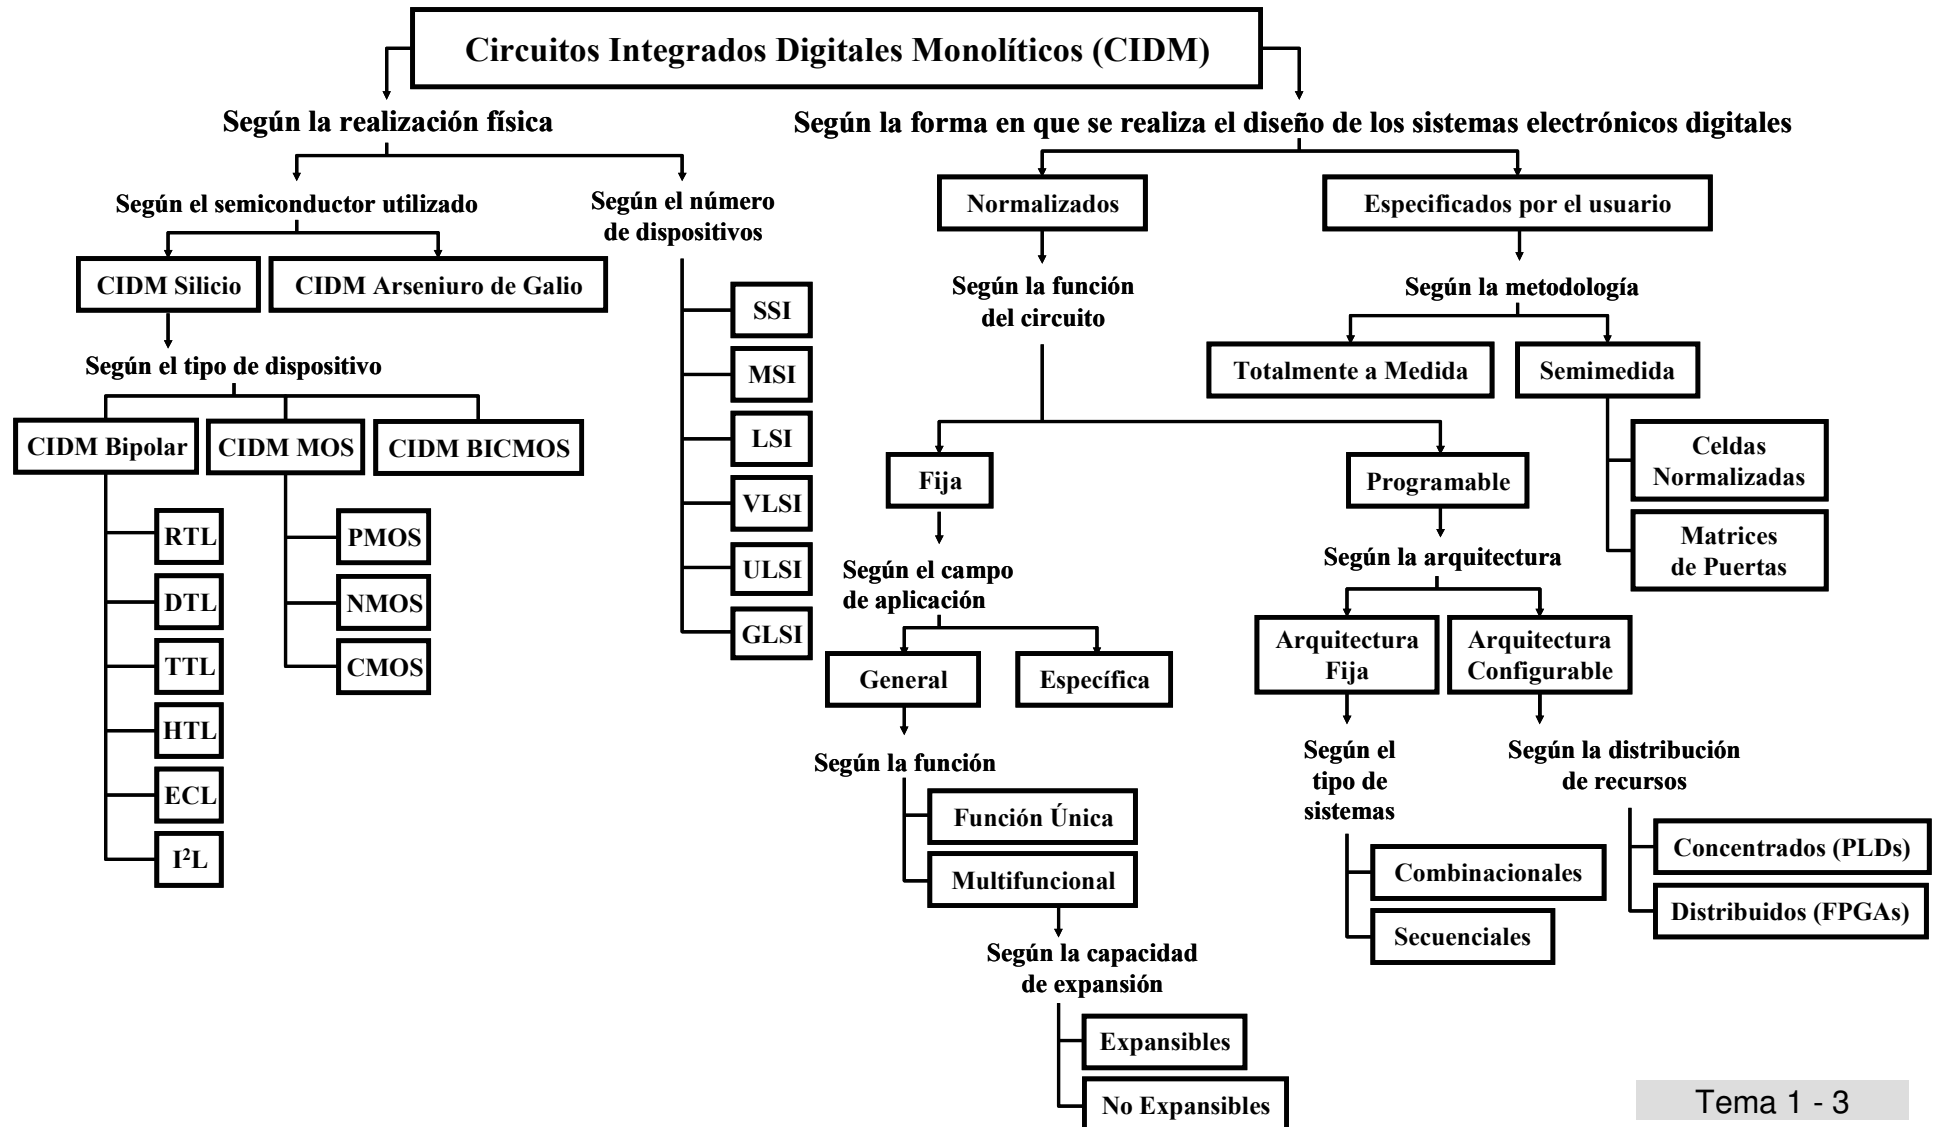 Circuitos Integrados Digitales Monolíticos (CIDM)
Según la realización física
Según la forma en que se realiza el diseño de los sistemas electrónicos digitales
Según el semiconductor utilizado
Según el número
de dispositivos
CIDM Silicio
CIDM Arseniuro de Galio
Según el tipo de dispositivo
CIDM Bipolar
CIDM MOS
CIDM BICMOS
RTL
DTL
TTL
HTL
ECL
I²L
PMOS
NMOS
CMOS
SSI
MSI
LSI
VLSI
ULSI
GLSI
Normalizados
Especificados por el usuario
Según la función
del circuito
Según la metodología
Totalmente a Medida
Semimedida
Celdas
Normalizadas
Matrices
de Puertas
Fija
Programable
Según el campo
de aplicación
General
Específica
Según la función
Función Única
Multifuncional
Según la capacidad
de expansión
Expansibles
No Expansibles
Según la arquitectura
Arquitectura
Fija
Arquitectura
Configurable
Según el
tipo de
sistemas
Combinacionales
Secuenciales
Según la distribución
de recursos
Concentrados (PLDs)
Distribuidos (FPGAs)
Tema 1 - 3